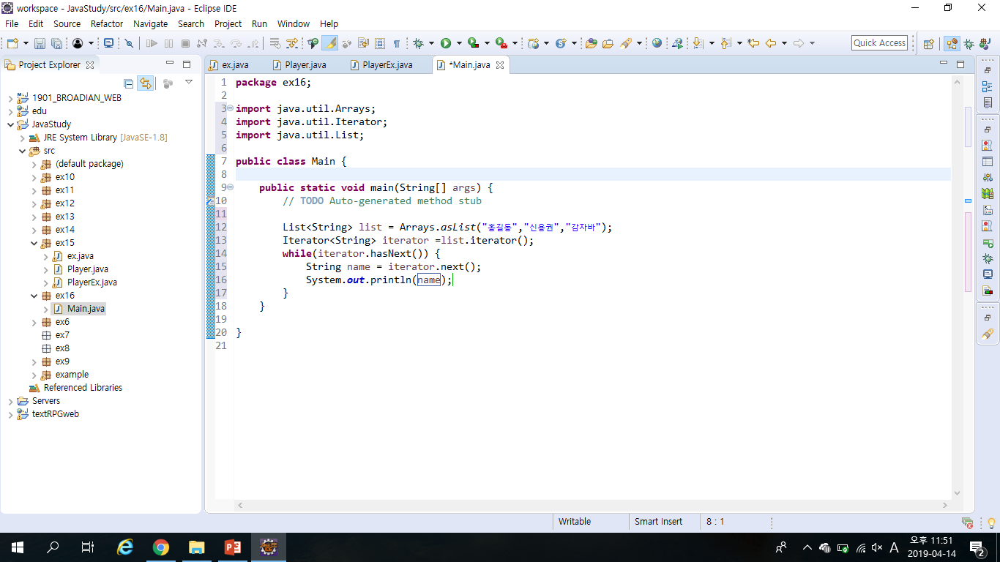 workspace - JavaStudy/src/ex16/Main.java - Eclipse IDE
File Edit Source Refactor Navigate Search Project Run Window Help
Quick Access
Project Explorer
ex.java Player.java PlayerEx.java *Main.java
1901_BROADIAN_WEB
edu
JavaStudy
JRE System Library [JavaSE-1.8]
src
(default package)
ex10
ex11
ex12
ex13
ex14
ex15
ex.java
Player.java
PlayerEx.java
ex16
Main.java
ex6
ex7
ex8
ex9
example
Referenced Libraries
Servers
textRPGweb
1 package ex16;
2
3 import java.util.Arrays;
4 import java.util.Iterator;
5 import java.util.List;
6
7 public class Main {
8
9 public static void main(String[] args) {
10 // TODO Auto-generated method stub
11
12 List<String> list = Arrays.asList("홍길동","신용권","감자바");
13 Iterator<String> iterator =list.iterator();
14 while(iterator.hasNext()) {
15 String name = iterator.next();
16 System.out.println(name);
17 }
18 }
19
20 }
21
Writable Smart Insert 8 : 1
A 오후 11:51
2019-04-14
2